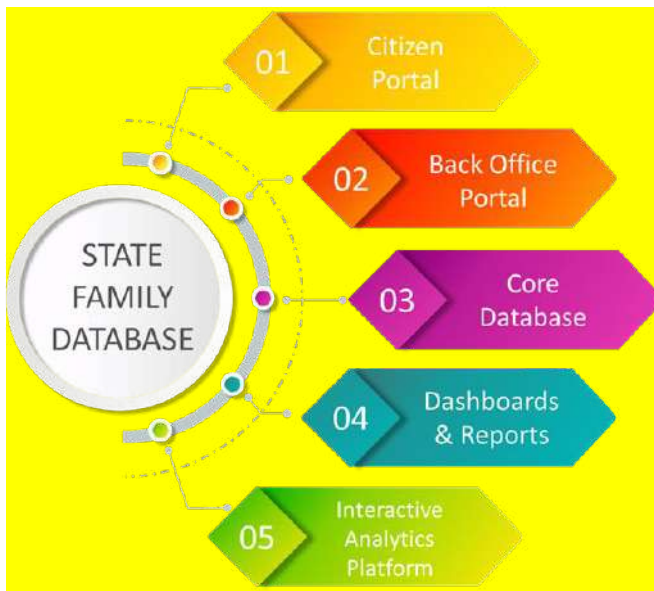 01
Citizen
Portal
02
Back Office
Portal
STATE
FAMILY
DATABASE
03
Core
Database
04
Dashboards
& Reports
05
Interactive
Analytics
Platform